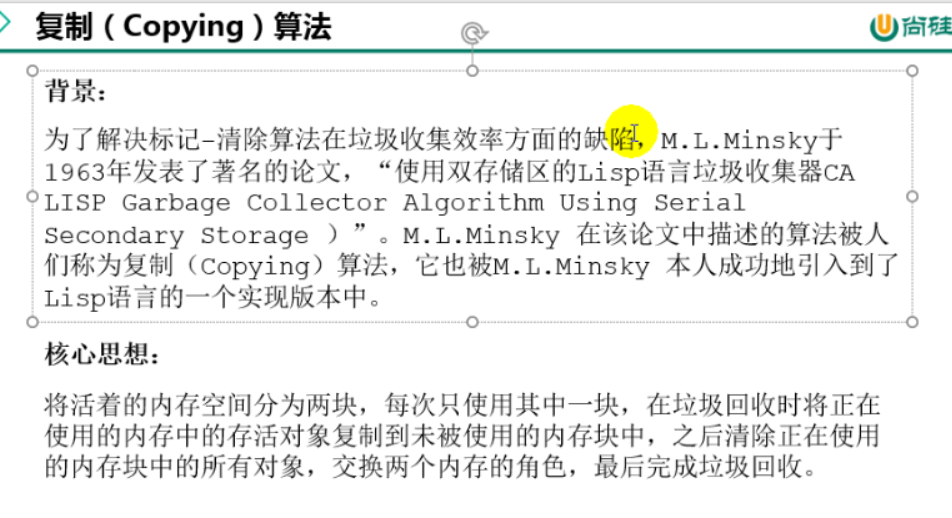 复制（Copying）算法
尚硅
背景：
为了解决标记-清除算法在垃圾收集效率方面的缺陷，M.L.Minsky于
1963年发表了著名的论文，“使用双存储区的Lisp语言垃圾收集器CA
LISP Garbage Collector Algorithm Using Serial
Secondary Storage ）”。M.L.Minsky 在该论文中描述的算法被人
们称为复制（Copying）算法，它也被M.L.Minsky 本人成功地引入到了
Lisp语言的一个实现版本中。
核心思想：
将活着的内存空间分为两块，每次只使用其中一块，在垃圾回收时将正在
使用的内存中的存活对象复制到未被使用的内存块中，之后清除正在使用
的内存块中的所有对象，交换两个内存的角色，最后完成垃圾回收。